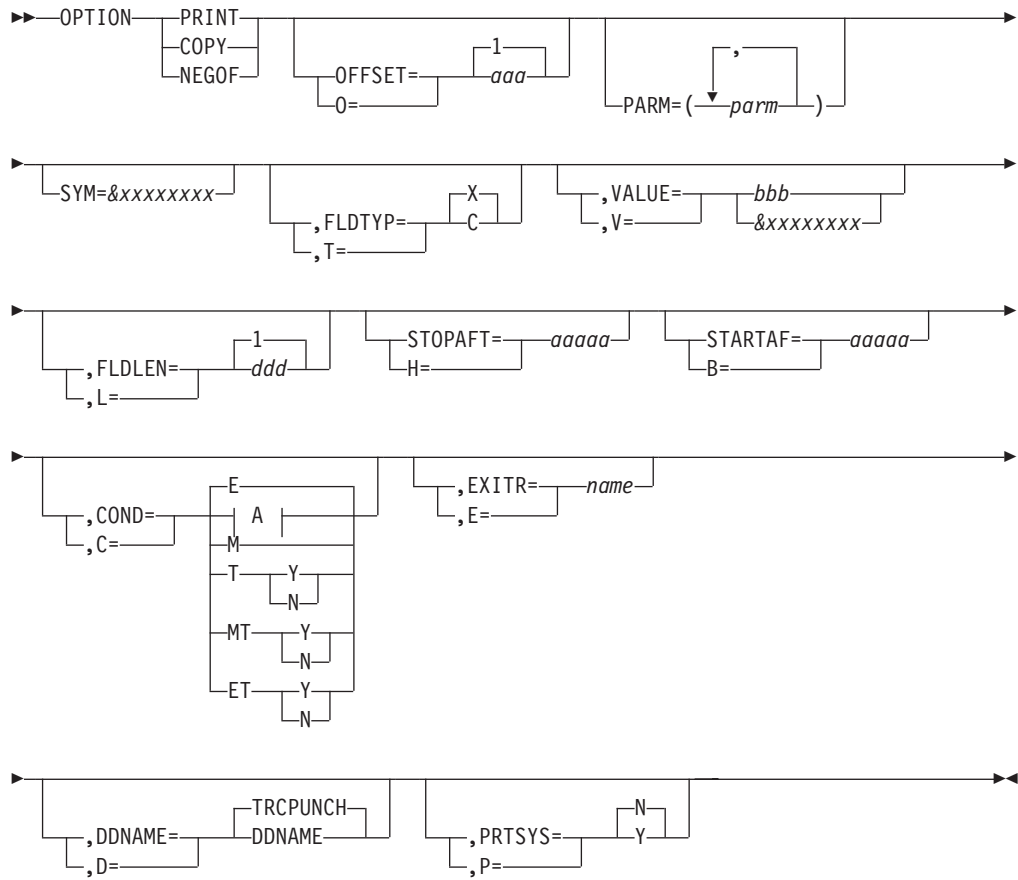 OPTION PRINT
COPY 1 ,
NEGOF OFFSET= aaa
O= PARM=( parm )
SYM=&xxxxxxxx X ,VALUE= bbb
,FLDTYP= C ,V= &xxxxxxxx
,T=
1 STOPAFT= aaaaa STARTAF= aaaaa
,FLDLEN= ddd H= B=
,L=
E ,EXITR= name
,COND= A ,E=
,C= M
T Y
N
MT Y
N
ET Y
N
TRCPUNCH N
,DDNAME= DDNAME ,PRTSYS= Y
,D= ,P=